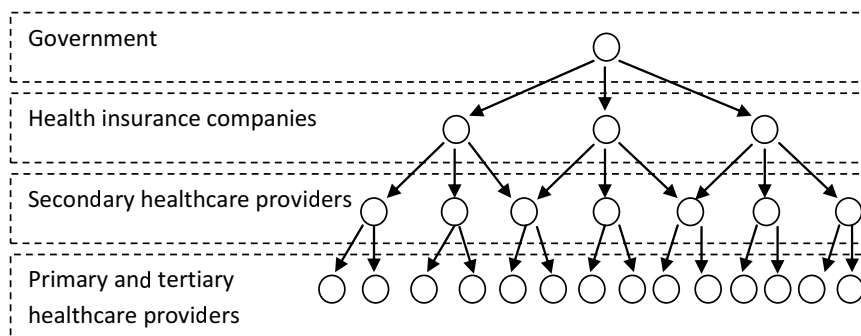 Government
Health insurance companies
Secondary healthcare providers
Primary and tertiary
healthcare providers